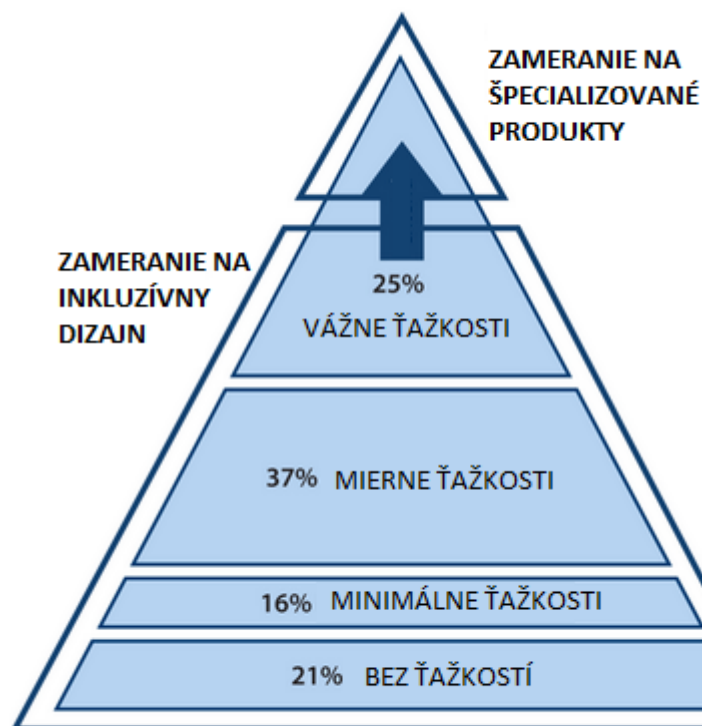 ZAMERANIE NA
ŠPECIALIZOVANÉ
PRODUKTY
ZAMERANIE NA
INKLUZÍVNY
DIZAJN
25%
VÁŽNE ŤAŽKOSTI
37% MIERNE ŤAŽKOSTI
16% MINIMÁLNE ŤAŽKOSTI
21% BEZ ŤAŽKOSTÍ